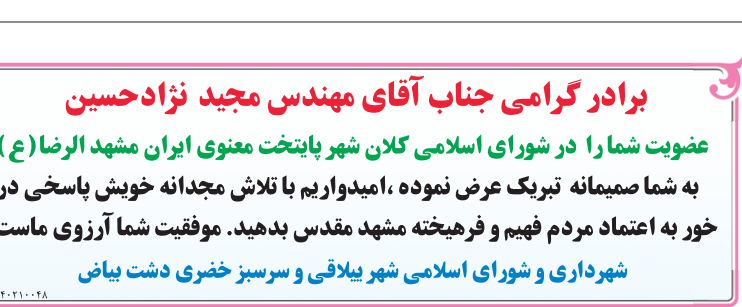 برادر گرامی جناب آقای مهندس مجید نژادحسین
عضویت شما را در شورای اسلامی کلان شهر پایتخت معنوی ایران مشهد الرضا (ع)
به شما صمیمانه تبریک عرض نموده ،امیدواریم با تلاش مجدانه خویش پاسخی در
خور به اعتماد مردم فهیم و فرهیخته مشهد مقدس بدهید. موفقیت شما آرزوی ماست
شهرداری و شورای اسلامی شهر ییلاقی و سرسبز خضری دشت بیاض
۴۰۲۱۰۰۴۸